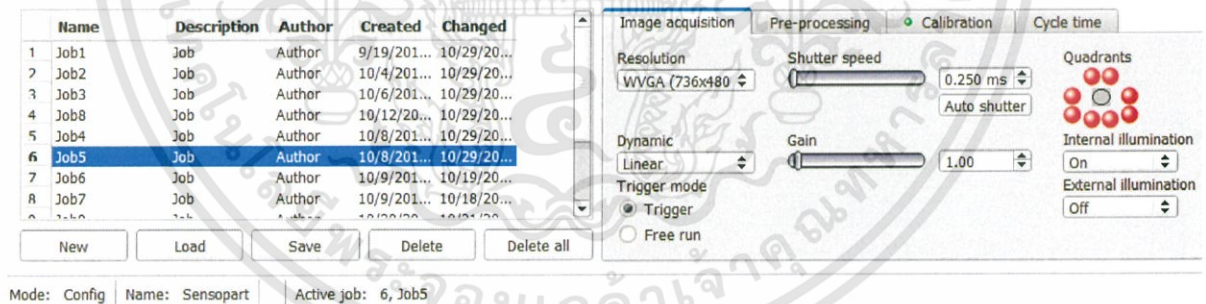 Name Description Author Created Changed
1 Job1 Job Author 9/19/201... 10/29/20...
2 Job2 Job Author 10/4/201... 10/29/20...
3 Job3 Job Author 10/6/201... 10/29/20...
4 Job8 Job Author 10/12/20... 10/29/20...
5 Job4 Job Author 10/8/201... 10/29/20...
6 Job5 Job Author 10/8/201... 10/29/20...
7 Job6 Job Author 10/9/201... 10/19/20...
8 Job7 Job Author 10/9/201... 10/18/20...
New Load Save Delete Delete all
Image acquisition Pre-processing Calibration Cycle time
Resolution Shutter speed Quadrants
WVGA (736x480 0.250 ms
Auto shutter
Dynamic Gain Internal illumination
Linear 1.00 On
Trigger mode External illumination
Trigger Off
Free run
Mode: Config Name: Sensopart Active job: 6, Job5